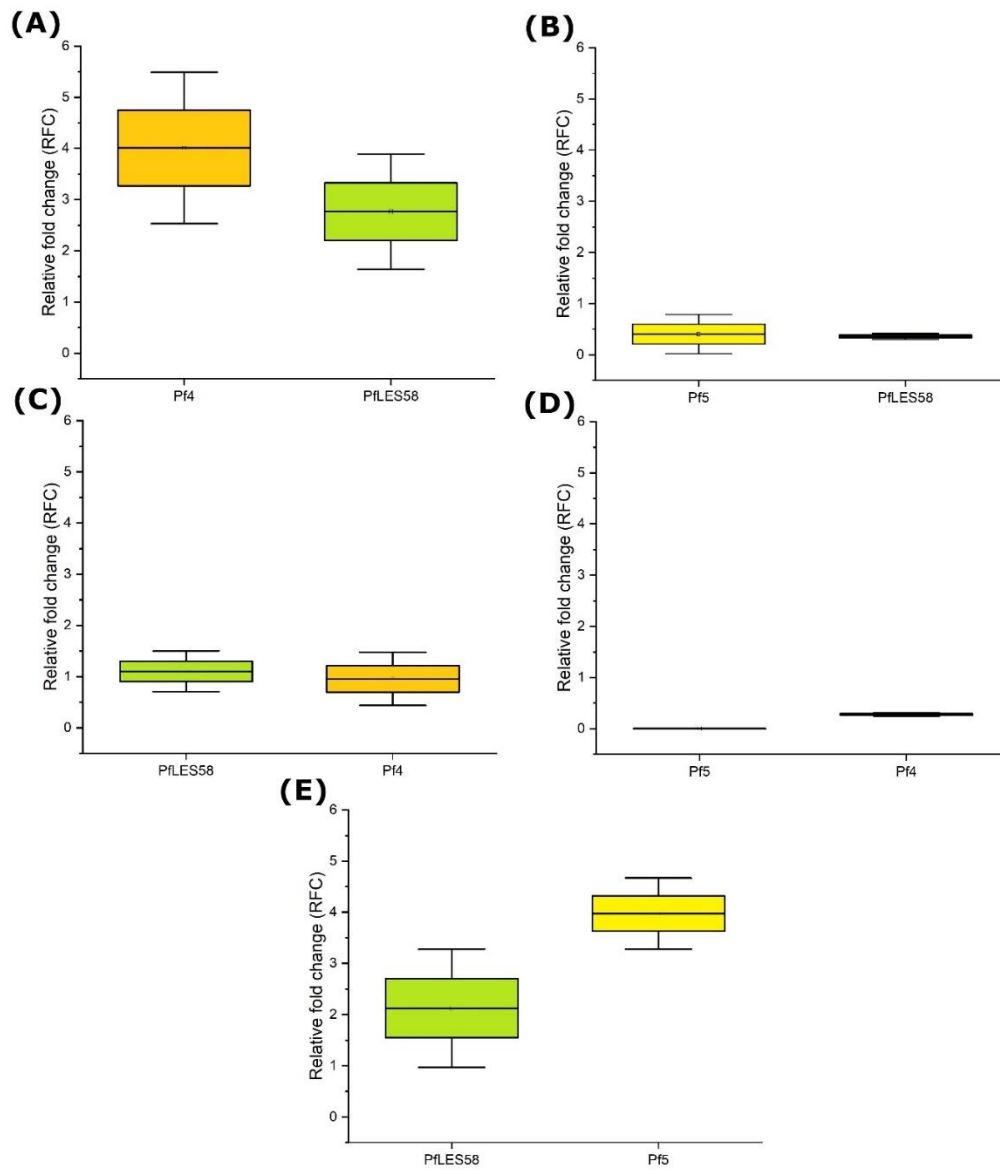 (A)
Relative fold change (RFC)
6
5
4
3
2
1
0
Pf4 PfLES58
(B)
Relative fold change (RFC)
6
5
4
3
2
1
0
Pf5 PfLES58
(C)
Relative fold change (RFC)
6
5
4
3
2
1
0
PfLES58 Pf4
(D)
Relative fold change (RFC)
6
5
4
3
2
1
0
Pf5 Pf4
(E)
Relative fold change (RFC)
6
5
4
3
2
1
0
PfLES58 Pf5